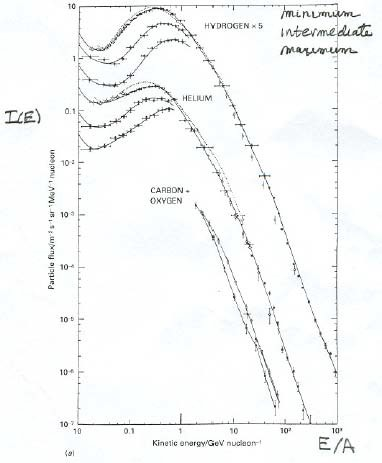 minimum
HYDROGEN × 5
intermediate
maximum
I(E)
HELIUM
CARBON +
OXYGEN
Particle flux/m⁻² s⁻¹ sr⁻¹ MeV⁻¹ nucleon
10
1
0.1
10⁻²
10⁻³
10⁻⁴
10⁻⁵
10⁻⁶
10⁻⁷
10
0.1
1
10
10²
10³
Kinetic energy/GeV nucleon⁻¹
E/A
(a)